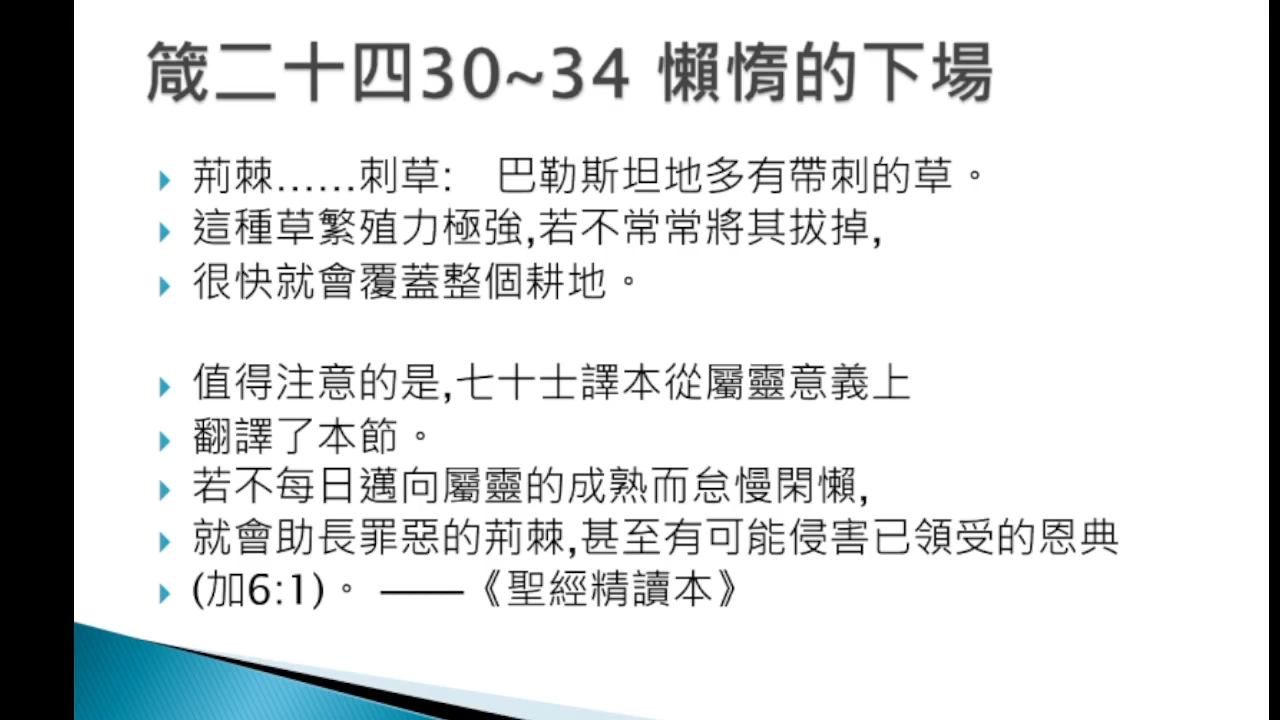 箴二十四30~34 懶惰的下場
荊棘……刺草: 巴勒斯坦地多有帶刺的草。
這種草繁殖力極強,若不常常將其拔掉,
很快就會覆蓋整個耕地。
值得注意的是,七十士譯本從屬靈意義上
翻譯了本節。
若不每日邁向屬靈的成熟而怠慢閑懶,
就會助長罪惡的荊棘,甚至有可能侵害已領受的恩典
(加6:1)。 ——《聖經精讀本》